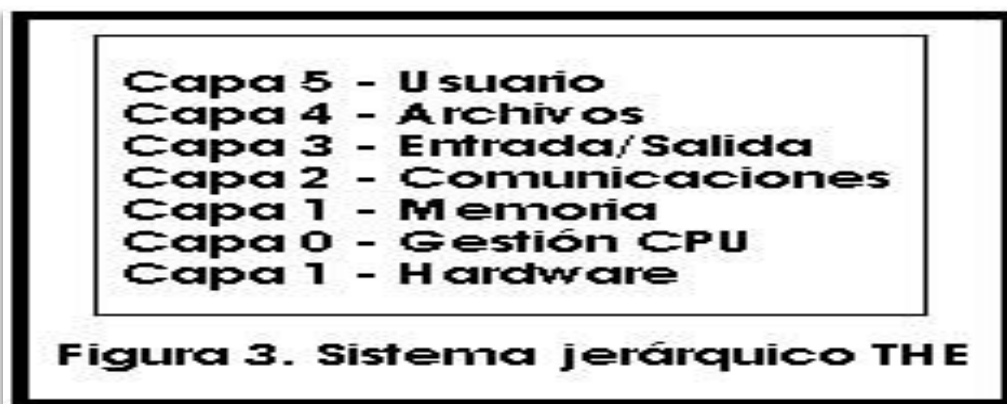 Capa 5 - Usuario
Capa 4 - Archivos
Capa 3 - Entrada/Salida
Capa 2 - Comunicaciones
Capa 1 - Memoria
Capa 0 - Gestión CPU
Capa 1 - Hardware
Figura 3. Sistema jerárquico THE